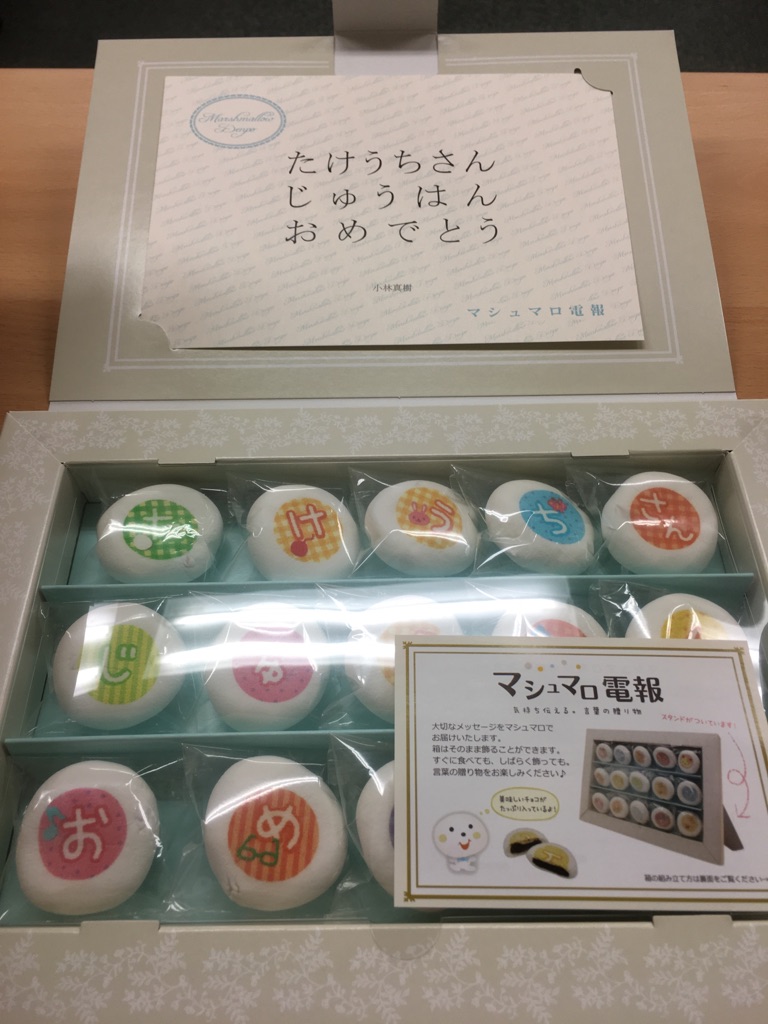 Marshmallow
Denpo
たけうちさん
じゅうはん
おめでとう
小林真樹
マシュマロ電報
た
け
う
ち
さん
じ
ゅ
お
め
マシュマロ電報
気持ち伝える。言葉の贈り物
スタンドがついています!
大切なメッセージをマシュマロで
お届けいたします。
箱はそのまま飾ることができます。
すぐに食べても、しばらく飾っても、
言葉の贈り物をお楽しみください♪
美味しいチョコが
たっぷり入っているよ!
箱の組み立て方は裏面をご覧ください